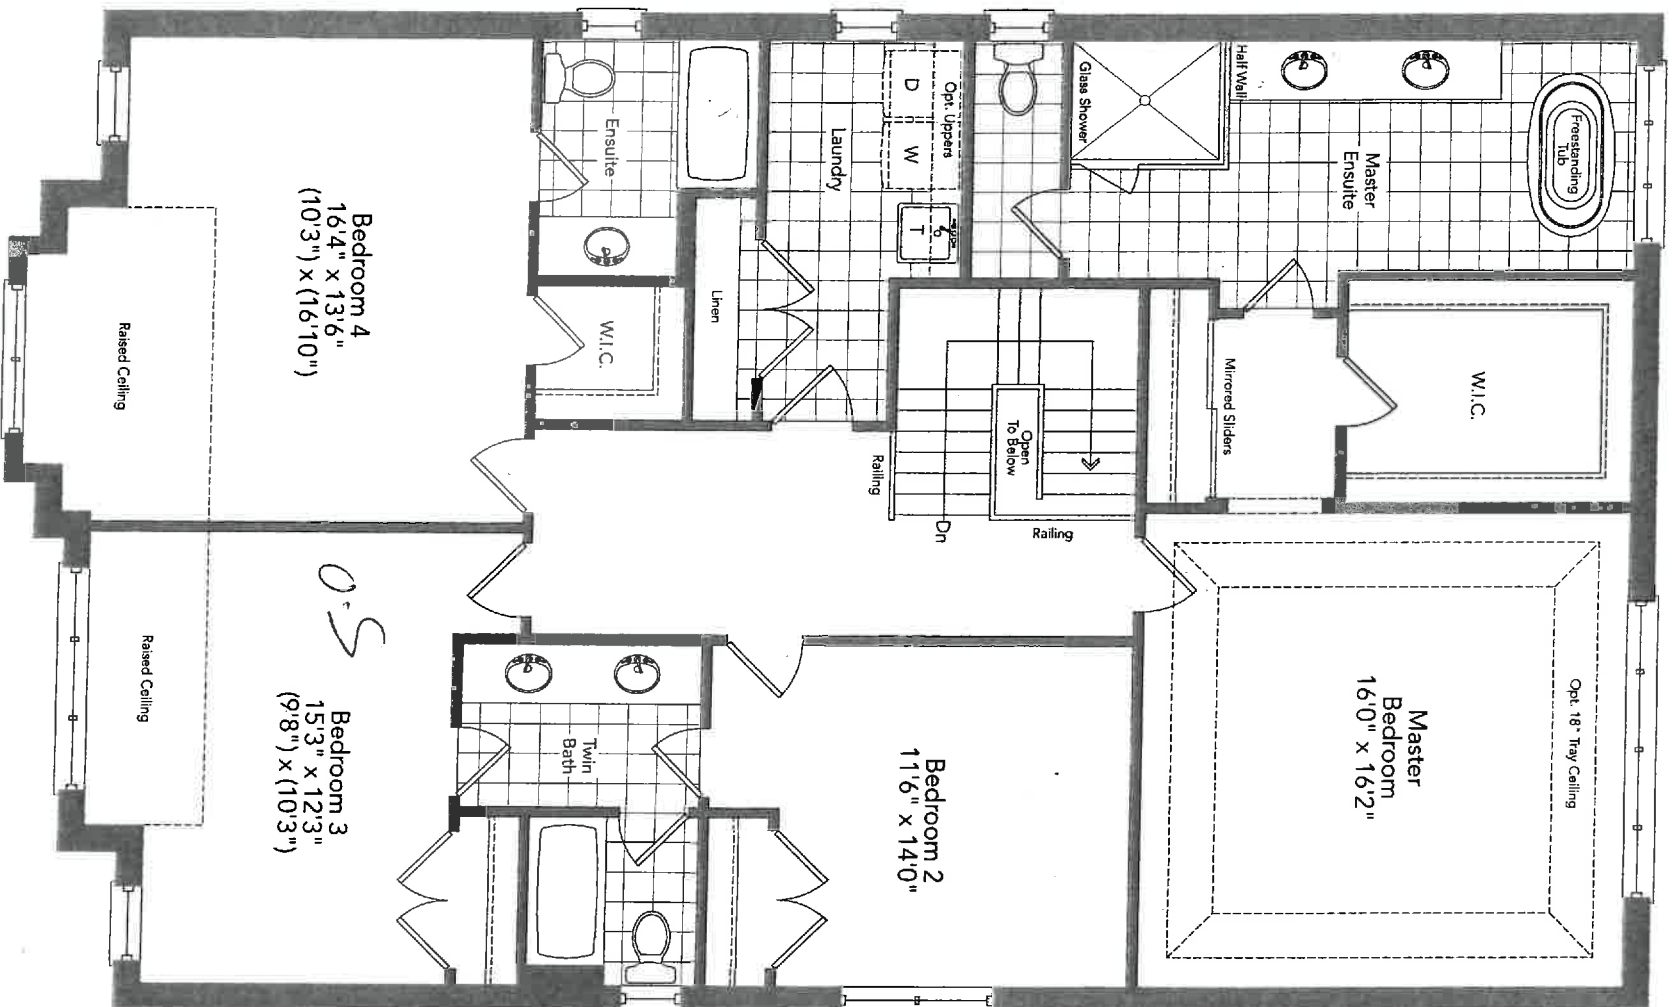 Freestanding
Tub
Master
Ensuite
Half Wall
Glass Shower
Opt. Uppers
D
W
T
Laundry
Ensuite
Linen
W.I.C.
W.I.C.
Mirrored Sliders
Open
To Below
Railing
Dn
Railing
Bedroom 4
16'4" x 13'6"
(10'3") x (16'10")
Raised Ceiling
Opt. 18" Tray Ceiling
Master
Bedroom
16'0" x 16'2"
Bedroom 2
11'6" x 14'0"
Twin
Bath
O.S
Bedroom 3
15'3" x 12'3"
(9'8") x (10'3")
Raised Ceiling